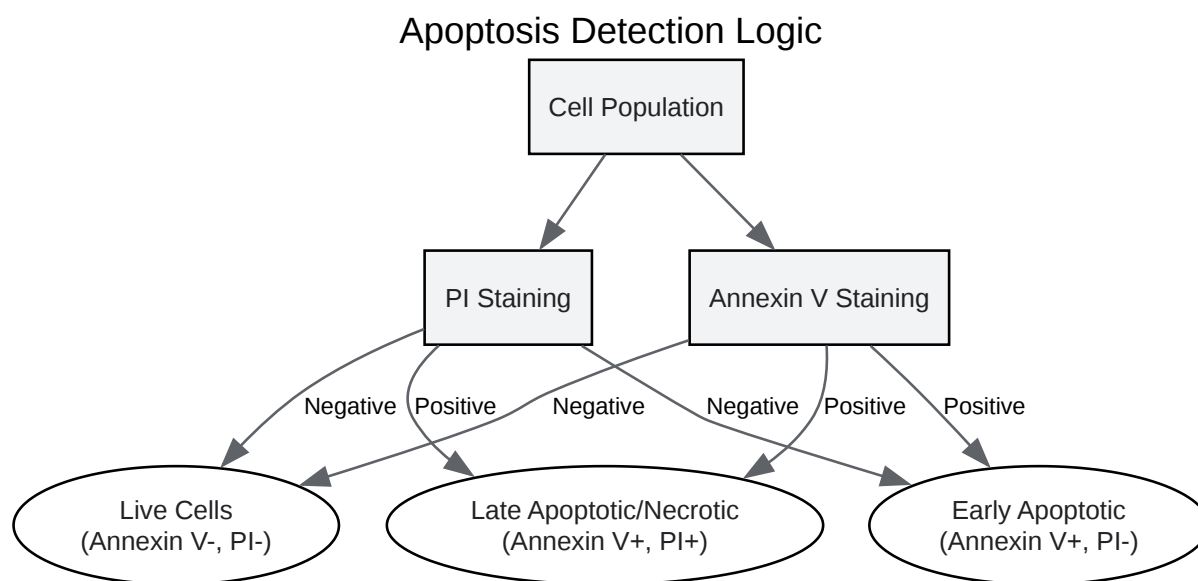 Apoptosis Detection Logic
Cell Population
PI Staining
Annexin V Staining
Negative
Positive
Negative
Negative
Positive
Positive
Live Cells
(Annexin V-, PI-)
Late Apoptotic/Necrotic
(Annexin V+, PI+)
Early Apoptotic
(Annexin V+, PI-)